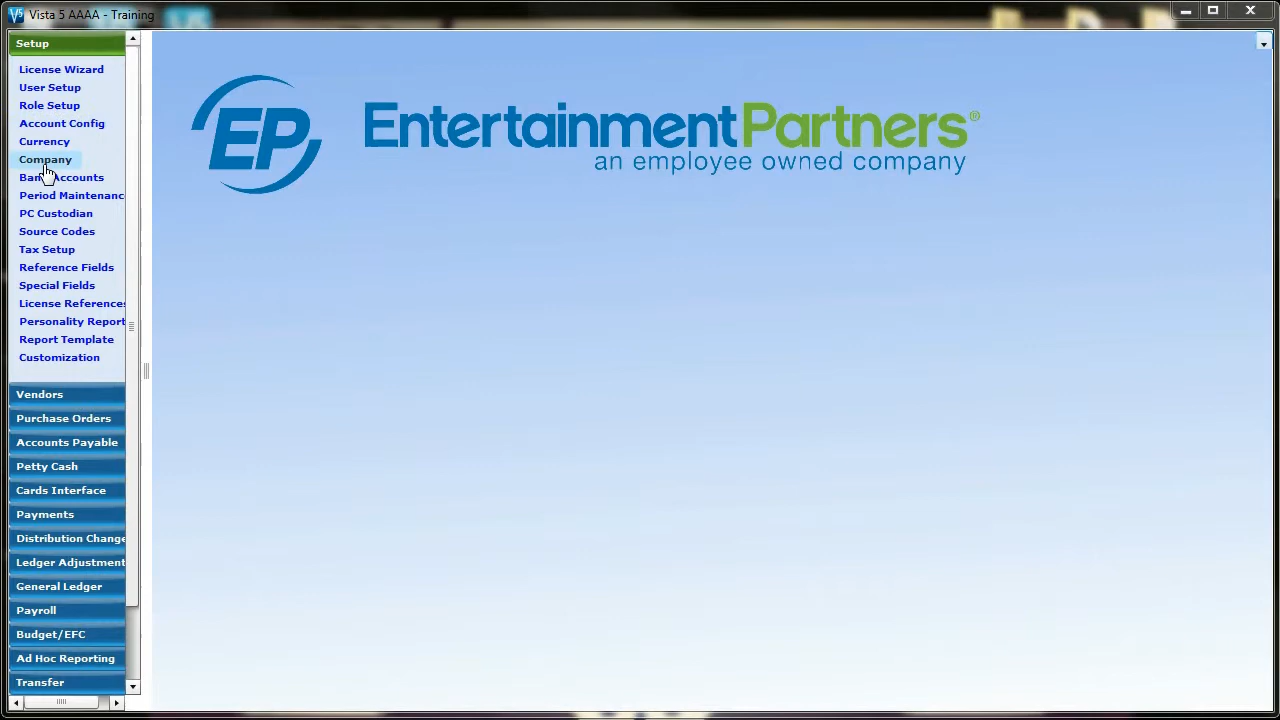 Vista 5 AAAA - Training
Setup
License Wizard
User Setup
Role Setup
Account Config
Currency
Company
Bank Accounts
Period Maintenanc
PC Custodian
Source Codes
Tax Setup
Reference Fields
Special Fields
License References
Personality Report
Report Template
Customization
Vendors
Purchase Orders
Accounts Payable
Petty Cash
Cards Interface
Payments
Distribution Change
Ledger Adjustment
General Ledger
Payroll
Budget/EFC
Ad Hoc Reporting
Transfer
EP
EntertainmentPartners®
an employee owned company